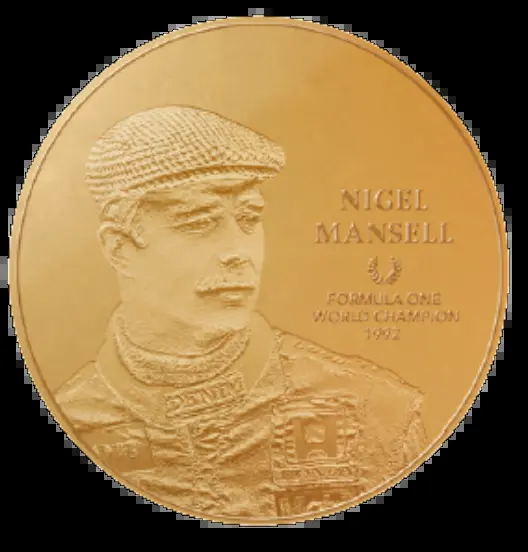 NIGEL
MANSELL
FORMULA ONE
WORLD CHAMPION
1992
DENIM